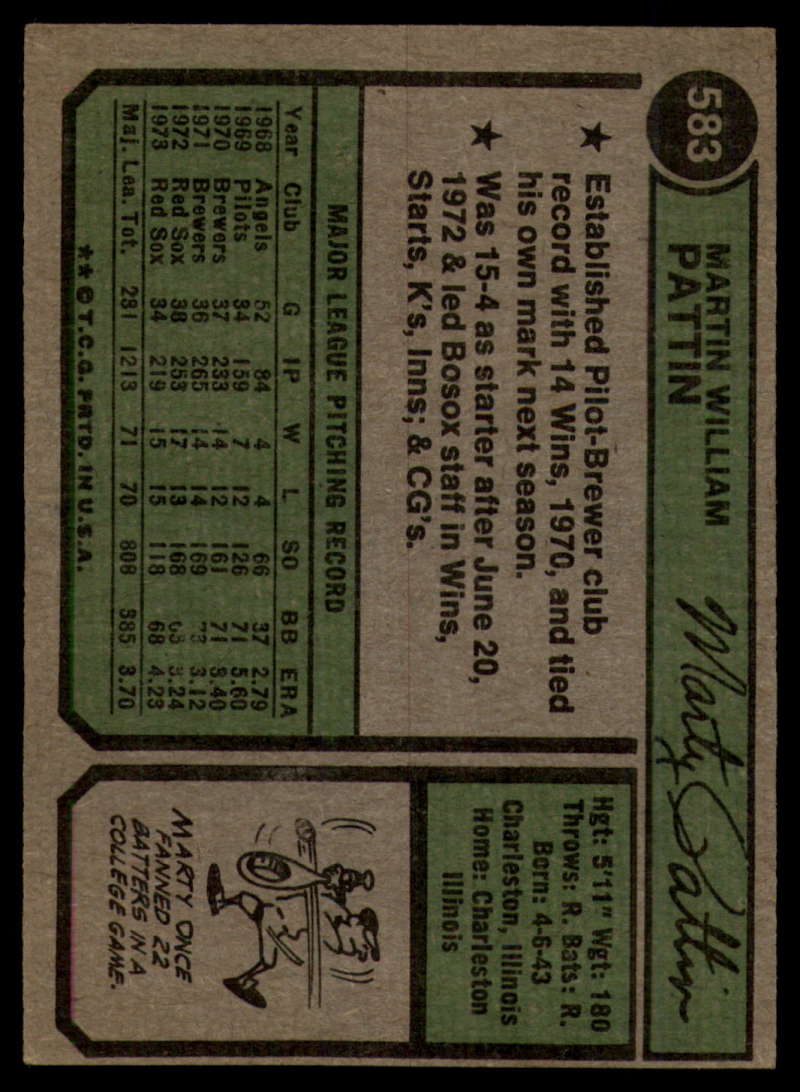 583
MARTIN WILLIAM
PATTIN
Marty Pattin
★ Established Pilot-Brewer club
record with 14 Wins, 1970, and tied
his own mark next season.
★ Was 15-4 as starter after June 20,
1972 & led Bosox staff in Wins,
Starts, K's, Inns; & CG's.
MAJOR LEAGUE PITCHING RECORD
Year Club G IP W L SO BB ERA
1968 Angels 52 84 4 4 66 37 2.79
1969 Pilots 34 159 7 12 126 71 5.60
1970 Brewers 37 233 14 12 161 71 3.40
1971 Brewers 36 265 14 14 169 3.12
1972 Red Sox 38 253 17 13 168 3.24
1973 Red Sox 34 219 15 15 118 68 4.23
Maj. Lea. Tot. 231 1213 71 70 808 385 3.70
**©T.C.G. PRTD. IN U.S.A.
Hgt: 5'11" Wgt: 180
Throws: R. Bats: R.
Born: 4-6-43
Charleston, Illinois
Home: Charleston
Illinois
MARTY ONCE
FANNED 22
BATTERS IN A
COLLEGE GAME.